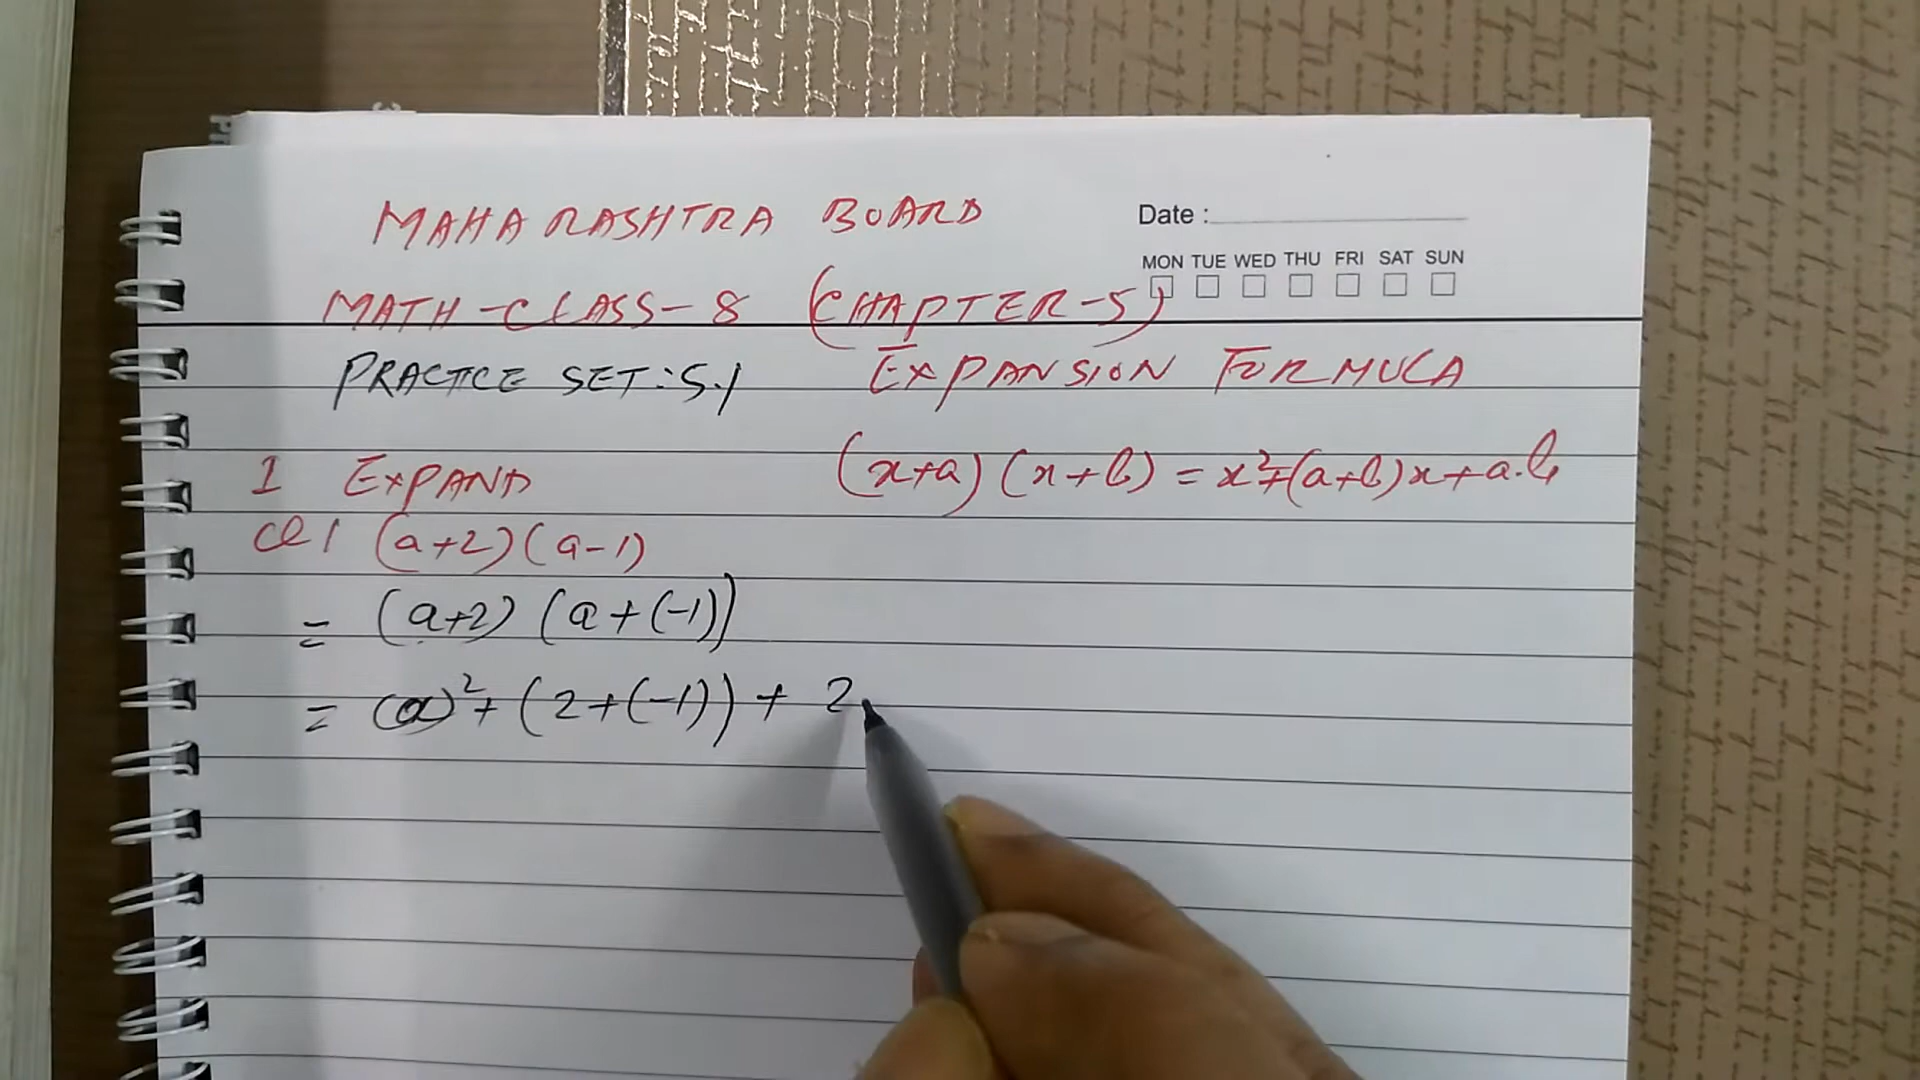 MAHARASHTRA BOARD
Date :
MON TUE WED THU FRI SAT SUN
MATH-CLASS-8 (CHAPTER-5)
PRACTICE SET:5.1 EXPANSION FORMULA
1 EXPAND (x+a)(x+b) = x²+(a+b)x+a.b
Q1 (a+2)(a-1)
= (a+2) (a+(-1))
= (a)²+(2+(-1)) + 2.